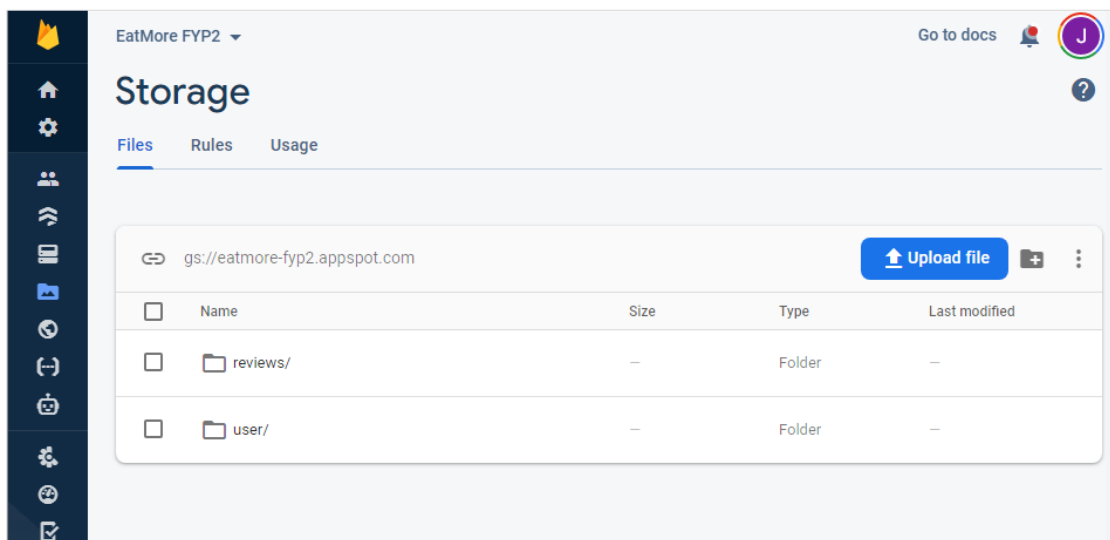 EatMore FYP2
Go to docs
J
Storage
?
Files Rules Usage
gs://eatmore-fyp2.appspot.com
Upload file
Name Size Type Last modified
reviews/ — Folder —
user/ — Folder —